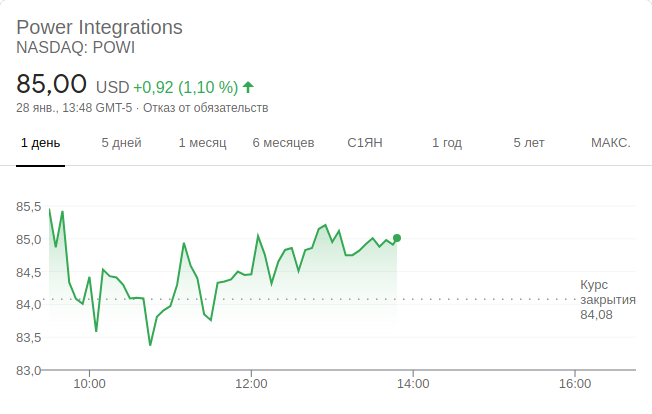 Power Integrations
NASDAQ: POWI
85,00 USD +0,92 (1,10 %)
28 янв., 13:48 GMT-5 · Отказ от обязательств
1 день 5 дней 1 месяц 6 месяцев С1ЯН 1 год 5 лет МАКС.
85,5
85,0
84,5
84,0
83,5
83,0
Курс
закрытия
84,08
10:00 12:00 14:00 16:00